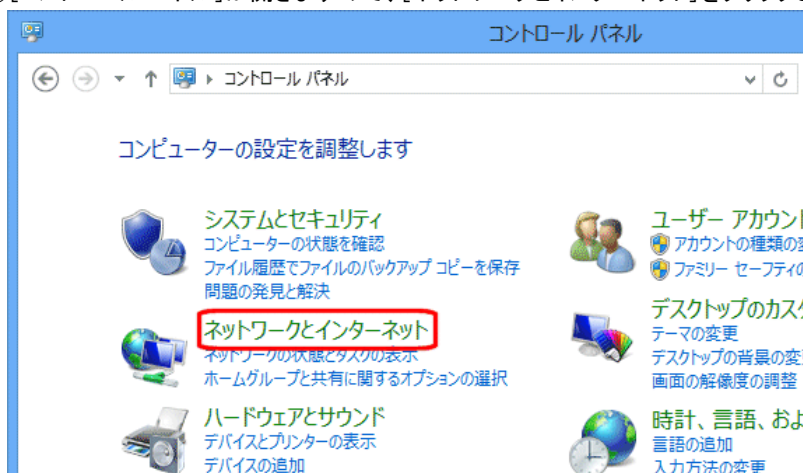 コントロール パネル
コントロール パネル
コンピューターの設定を調整します
システムとセキュリティ
コンピューターの状態を確認
ファイル履歴でファイルのバックアップ コピーを保存
問題の発見と解決
ネットワークとインターネット
ネットワークの状態とタスクの表示
ホームグループと共有に関するオプションの選択
ハードウェアとサウンド
デバイスとプリンターの表示
デバイスの追加
ユーザー アカウント
アカウントの種類の
ファミリー セーフティの
デスクトップのカス
テーマの変更
デスクトップの背景の変
画面の解像度の調整
時計、言語、およ
言語の追加
入力方法の変更